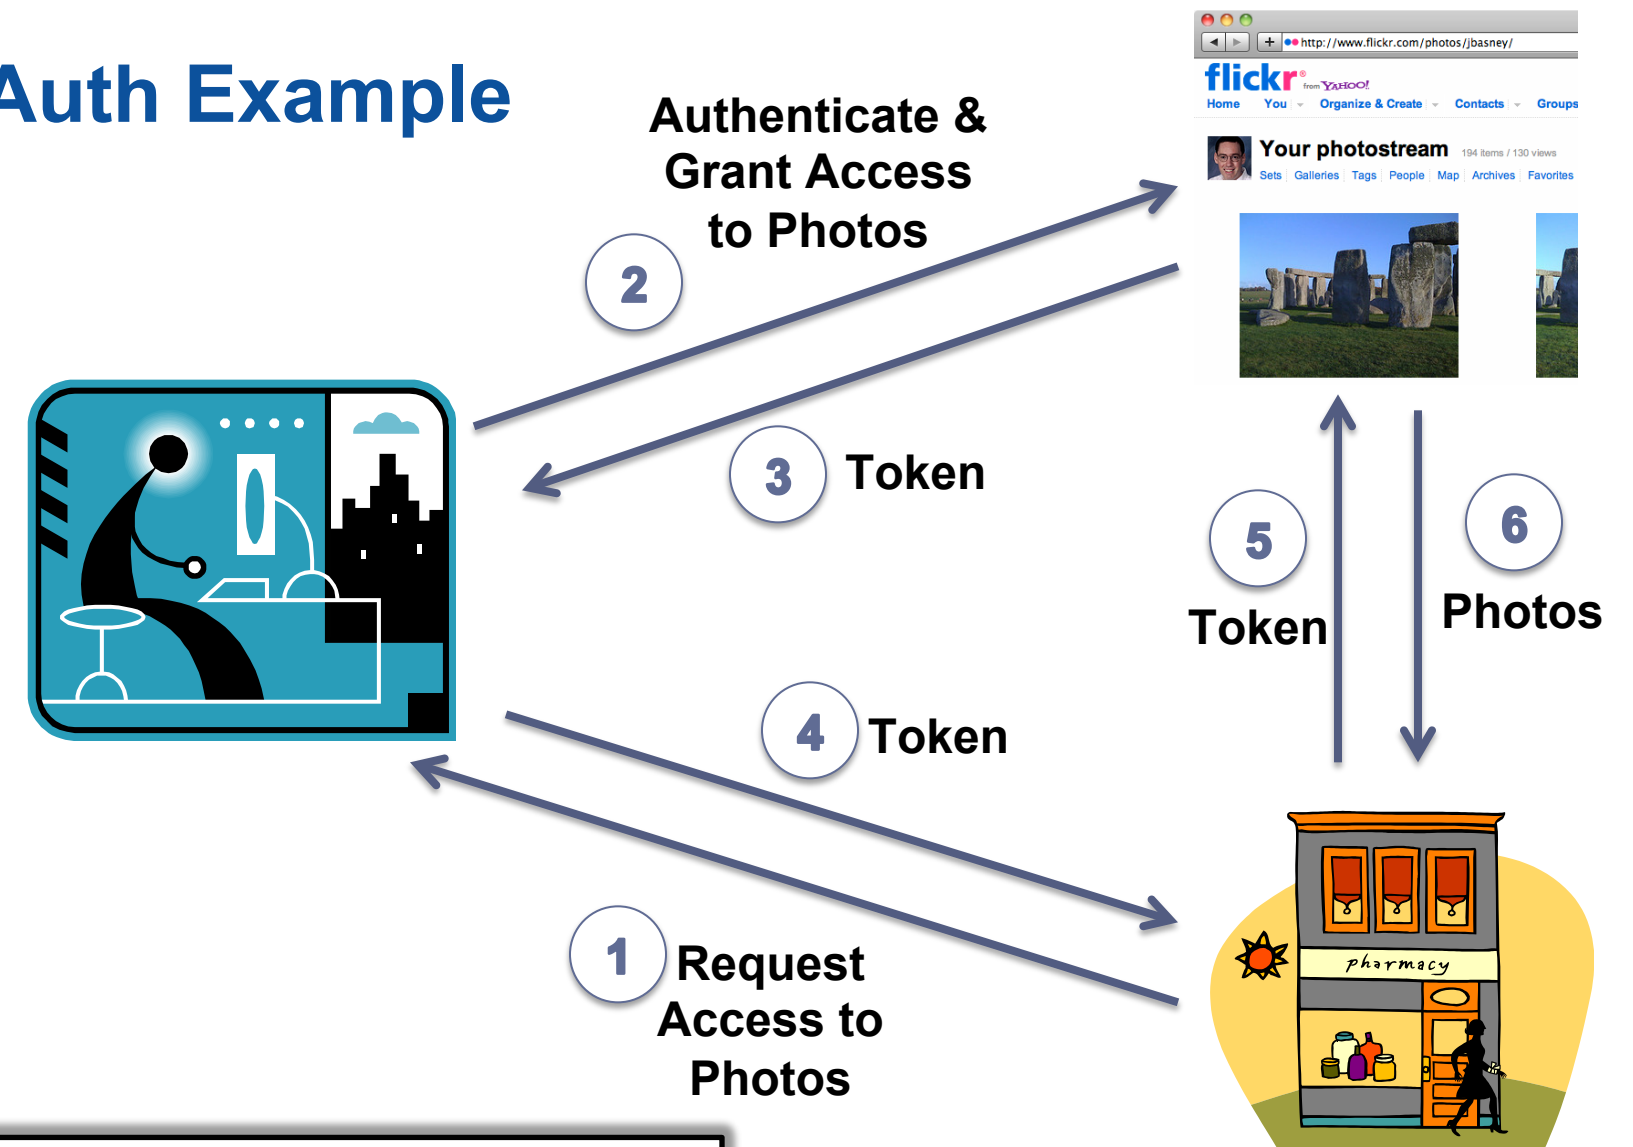 Auth Example
http://www.flickr.com/photos/jbasney/
flickr from YAHOO!
Home You Organize & Create Contacts Groups
Your photostream 194 items / 130 views
Sets Galleries Tags People Map Archives Favorites
Authenticate &
Grant Access
to Photos
2
3 Token
5
Token
6
Photos
4 Token
1 Request
Access to
Photos
pharmacy